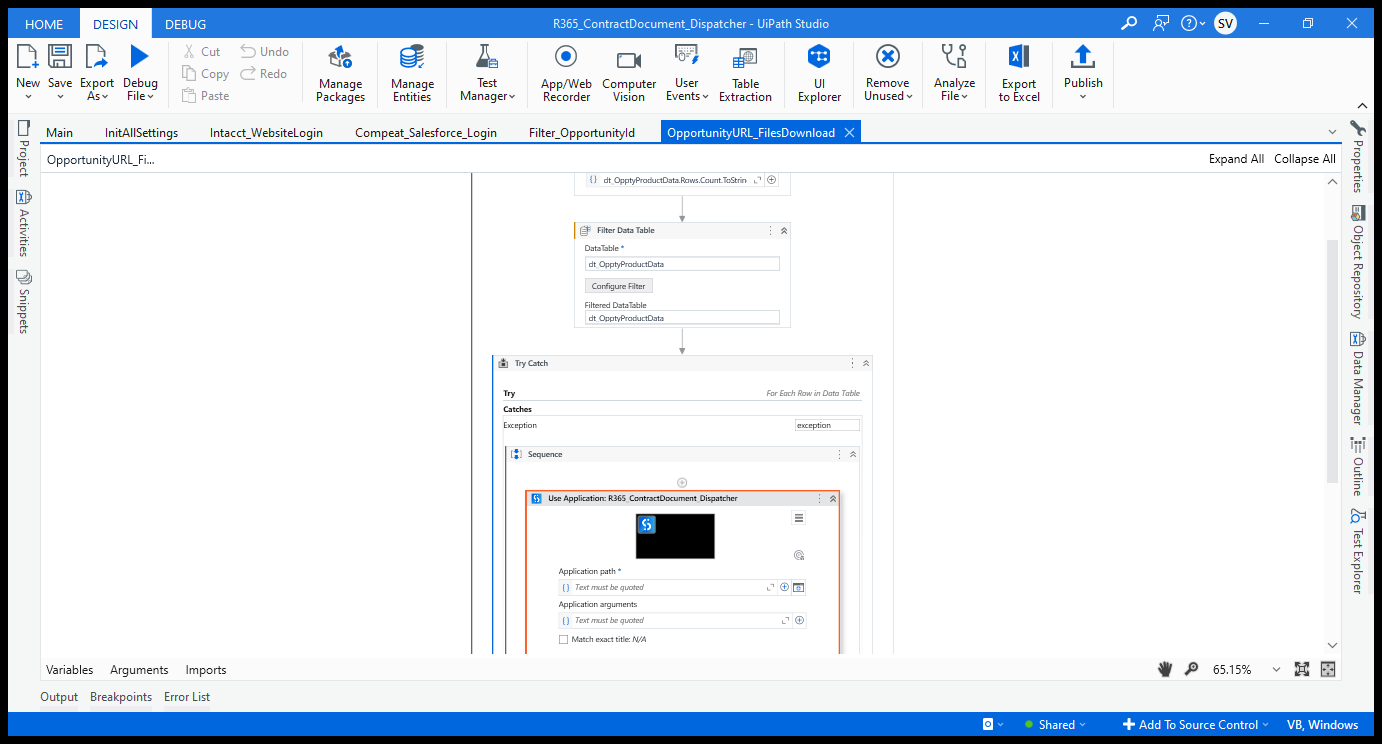 HOME DESIGN DEBUG R365_ContractDocument_Dispatcher - UiPath Studio SV
New Save Export As Debug File
Cut Undo
Copy Redo
Paste
Manage Packages Manage Entities Test Manager App/Web Recorder Computer Vision User Events Table Extraction UI Explorer Remove Unused Analyze File Export to Excel Publish
Main InitAllSettings Intacct_WebsiteLogin Compeat_Salesforce_Login Filter_OpportunityId OpportunityURL_FilesDownload
OpportunityURL_Fi... Expand All Collapse All
Project
Activities
Snippets
dt_OpptyProductData.Rows.Count.ToStrin
Filter Data Table
DataTable *
dt_OpptyProductData
Configure Filter
Filtered DataTable
dt_OpptyProductData
Try Catch
Try For Each Row in Data Table
Catches
Exception exception
Sequence
Use Application: R365_ContractDocument_Dispatcher
Application path *
Text must be quoted
Application arguments
Text must be quoted
Match exact title: N/A
Properties
Object Repository
Data Manager
Outline
Test Explorer
Variables Arguments Imports 65.15%
Output Breakpoints Error List
Shared Add To Source Control VB, Windows